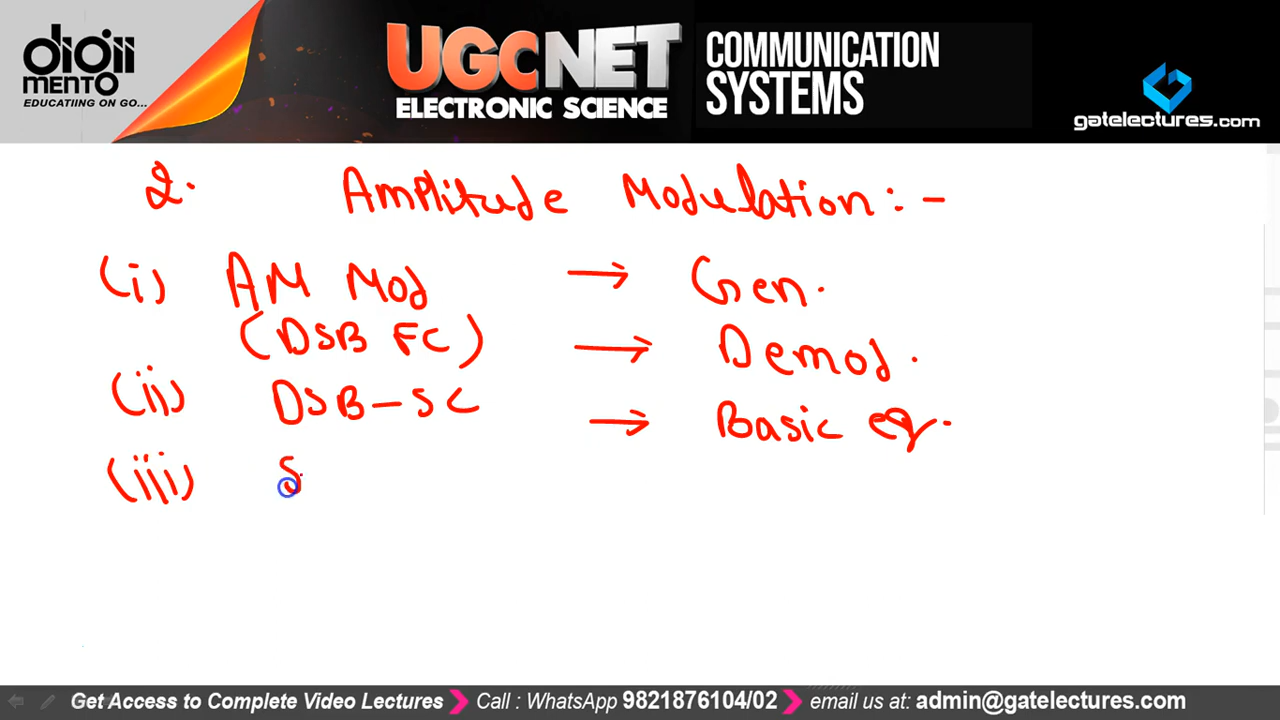 digii
mento
EDUCATIING ON GO...
UGC NET
ELECTRONIC SCIENCE
COMMUNICATION
SYSTEMS
gatelectures.com
2. Amplitude Modulation:-
(i) AM Mod → Gen.
(DSB FC) → Demod.
(ii) DSB-SC → Basic eq.
(iii) S
Get Access to Complete Video Lectures Call : WhatsApp 9821876104/02 email us at: admin@gatelectures.com